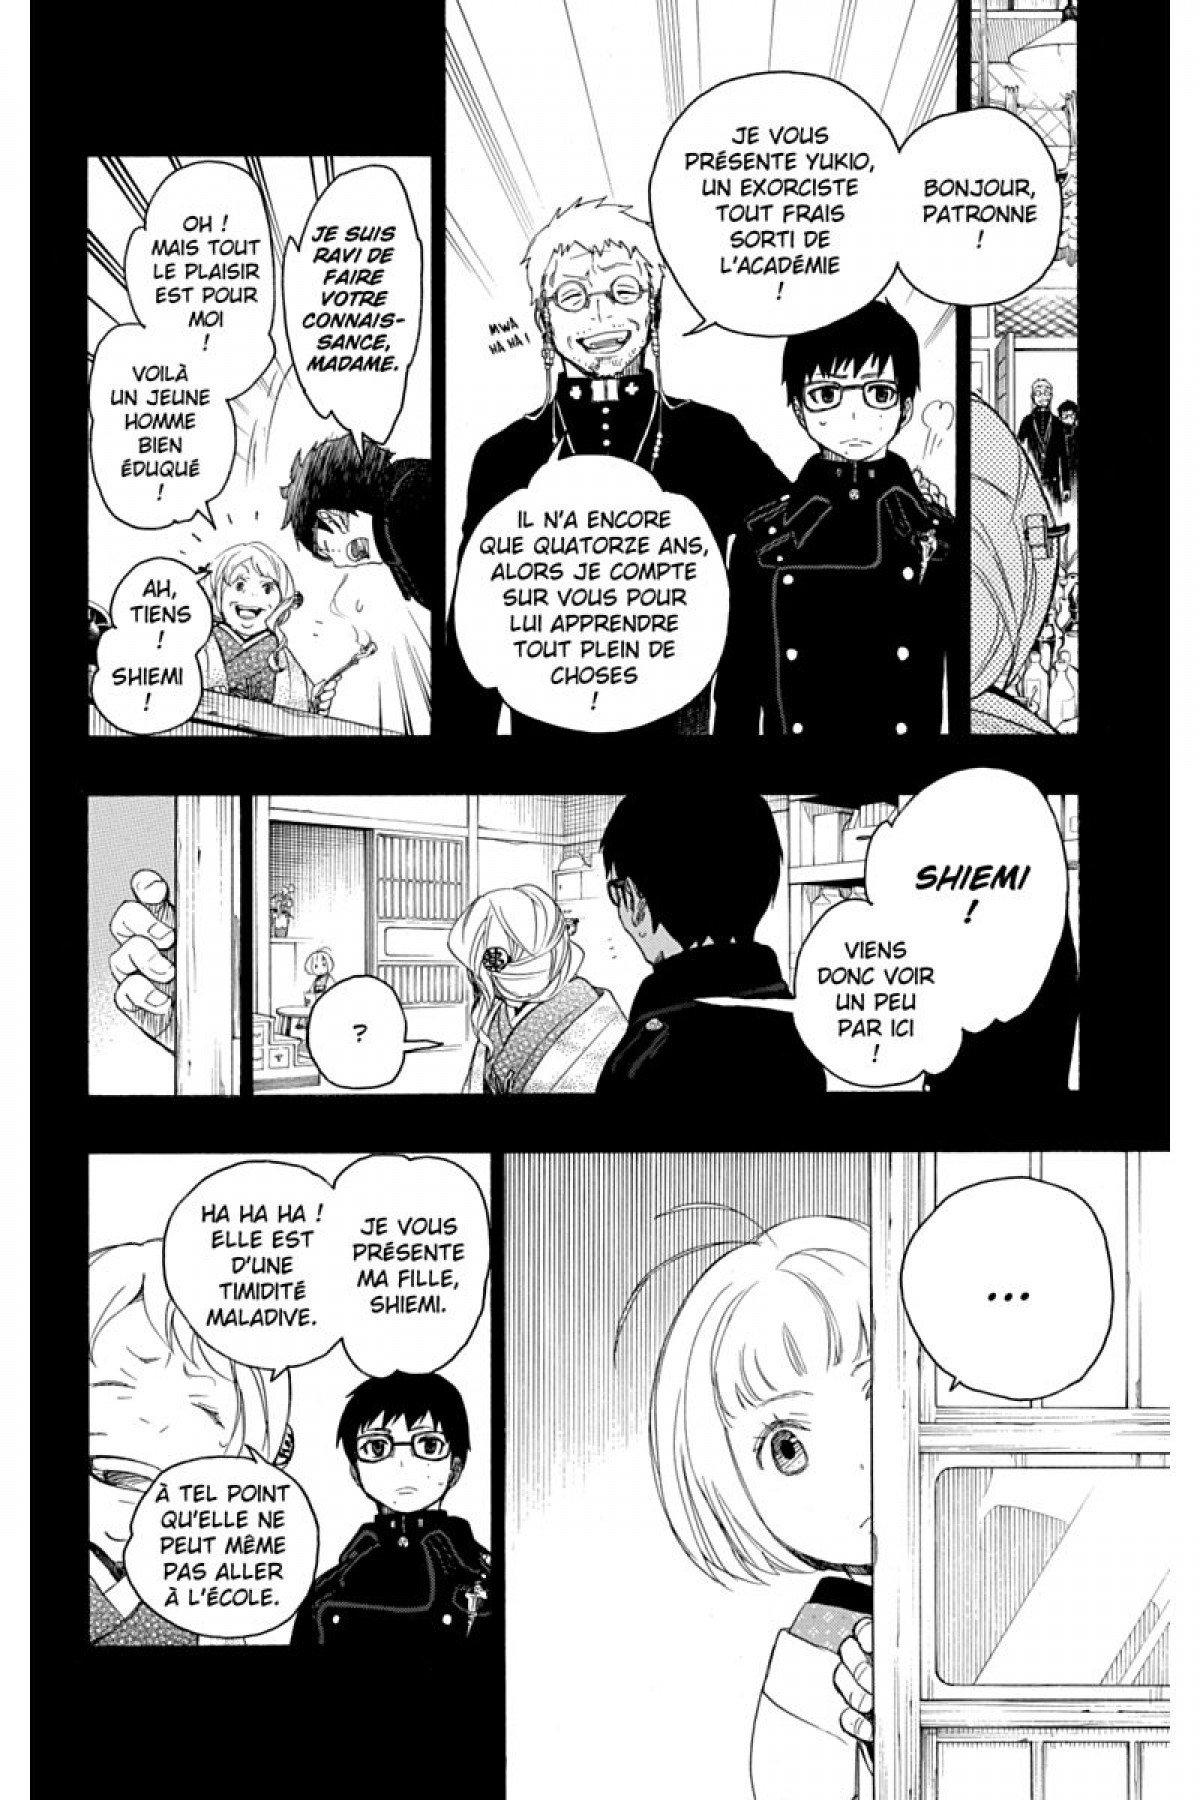 BONJOUR,
PATRONNE
!
JE VOUS
PRÉSENTE YUKIO,
UN EXORCISTE
TOUT FRAIS
SORTI DE
L'ACADÉMIE
!
MWA
HA HA !
IL N'A ENCORE
QUE QUATORZE ANS,
ALORS JE COMPTE
SUR VOUS POUR
LUI APPRENDRE
TOUT PLEIN DE
CHOSES
!
JE SUIS
RAVI DE
FAIRE
VOTRE
CONNAIS-
SANCE,
MADAME.
OH !
MAIS TOUT
LE PLAISIR
EST POUR
MOI
!
VOILÀ
UN JEUNE
HOMME
BIEN
ÉDUQUÉ
!
AH,
TIENS
!
SHIEMI
!
SHIEMI
!
VIENS
DONC VOIR
UN PEU
PAR ICI
!
?
...
JE VOUS
PRÉSENTE
MA FILLE,
SHIEMI.
HA HA HA !
ELLE EST
D'UNE
TIMIDITÉ
MALADIVE.
À TEL POINT
QU'ELLE NE
PEUT MÊME
PAS ALLER
À L'ÉCOLE.